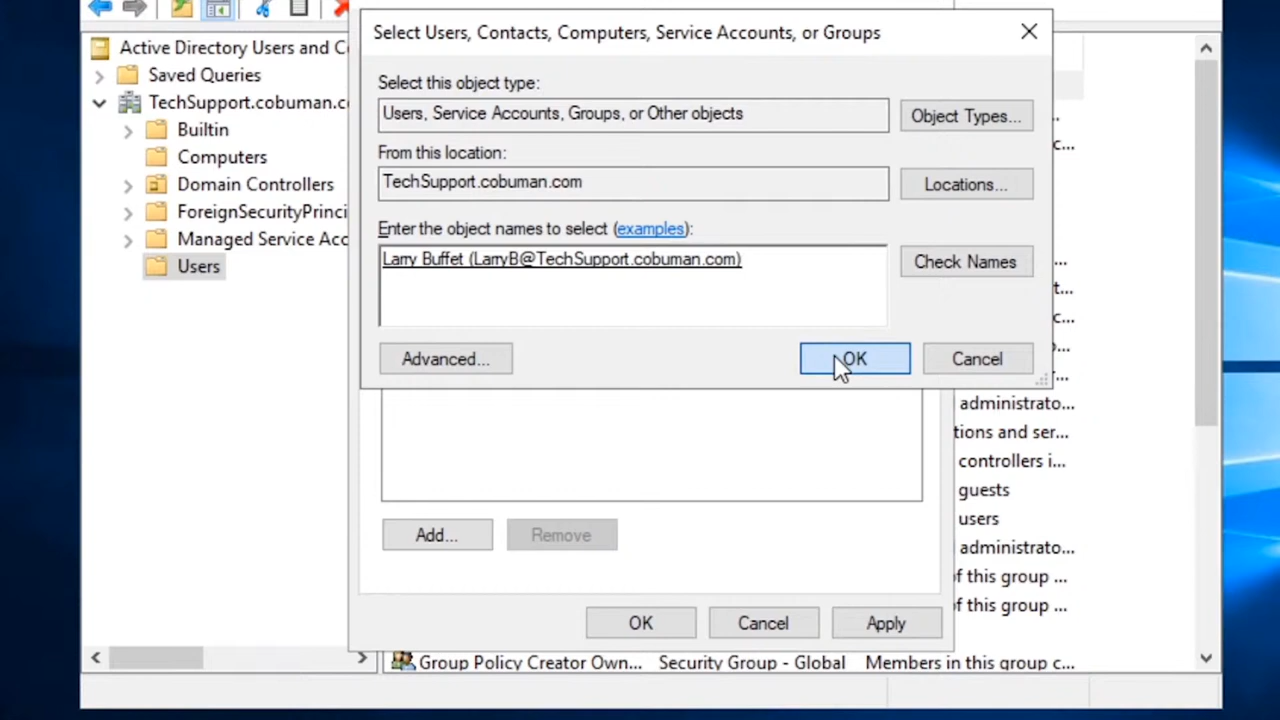 Select Users, Contacts, Computers, Service Accounts, or Groups
Select this object type:
Users, Service Accounts, Groups, or Other objects
Object Types...
From this location:
TechSupport.cobuman.com
Locations...
Enter the object names to select (examples):
Larry Buffet (LarryB@TechSupport.cobuman.com)
Check Names
Advanced...
OK
Cancel
Add...
Remove
OK
Cancel
Apply
Active Directory Users and C
Saved Queries
TechSupport.cobuman.c
Builtin
Computers
Domain Controllers
ForeignSecurityPrinci
Managed Service Acc
Users
administrato...
tions and ser...
controllers i...
guests
users
administrato...
f this group ...
f this group ...
Group Policy Creator Own...
Security Group - Global
Members in this group c...